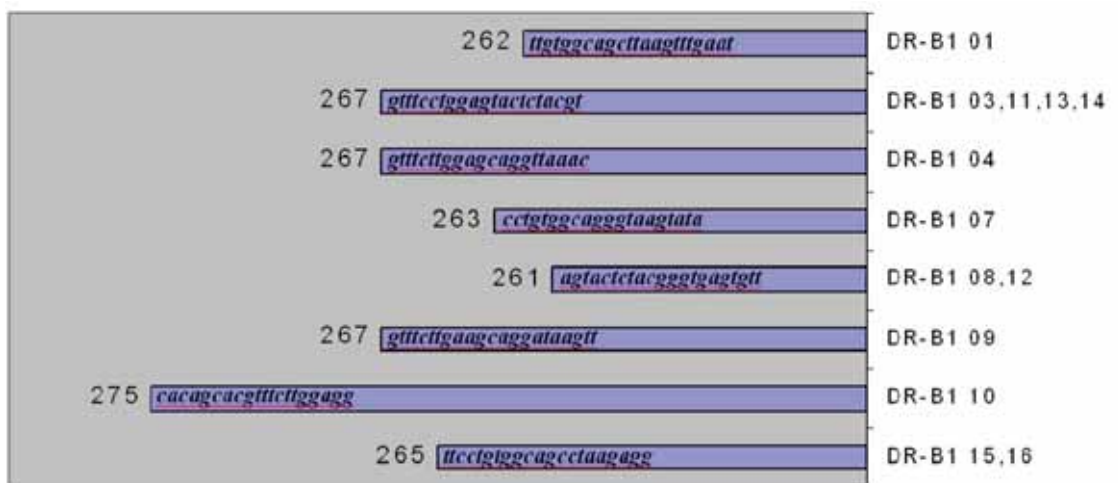 262 ttgtggcagcttaagtttgaat DR-B1 01
267 gtttcctggagtactctacgt DR-B1 03,11,13,14
267 gtttcttggagcaggttaaac DR-B1 04
263 cctgtggcagggtaagtata DR-B1 07
261 agtactctacgggtgagtgtt DR-B1 08,12
267 gtttcttgaagcaggataagtt DR-B1 09
275 cacagcacgtttcttggagg DR-B1 10
265 ttcctgtggcagcctaagagg DR-B1 15,16